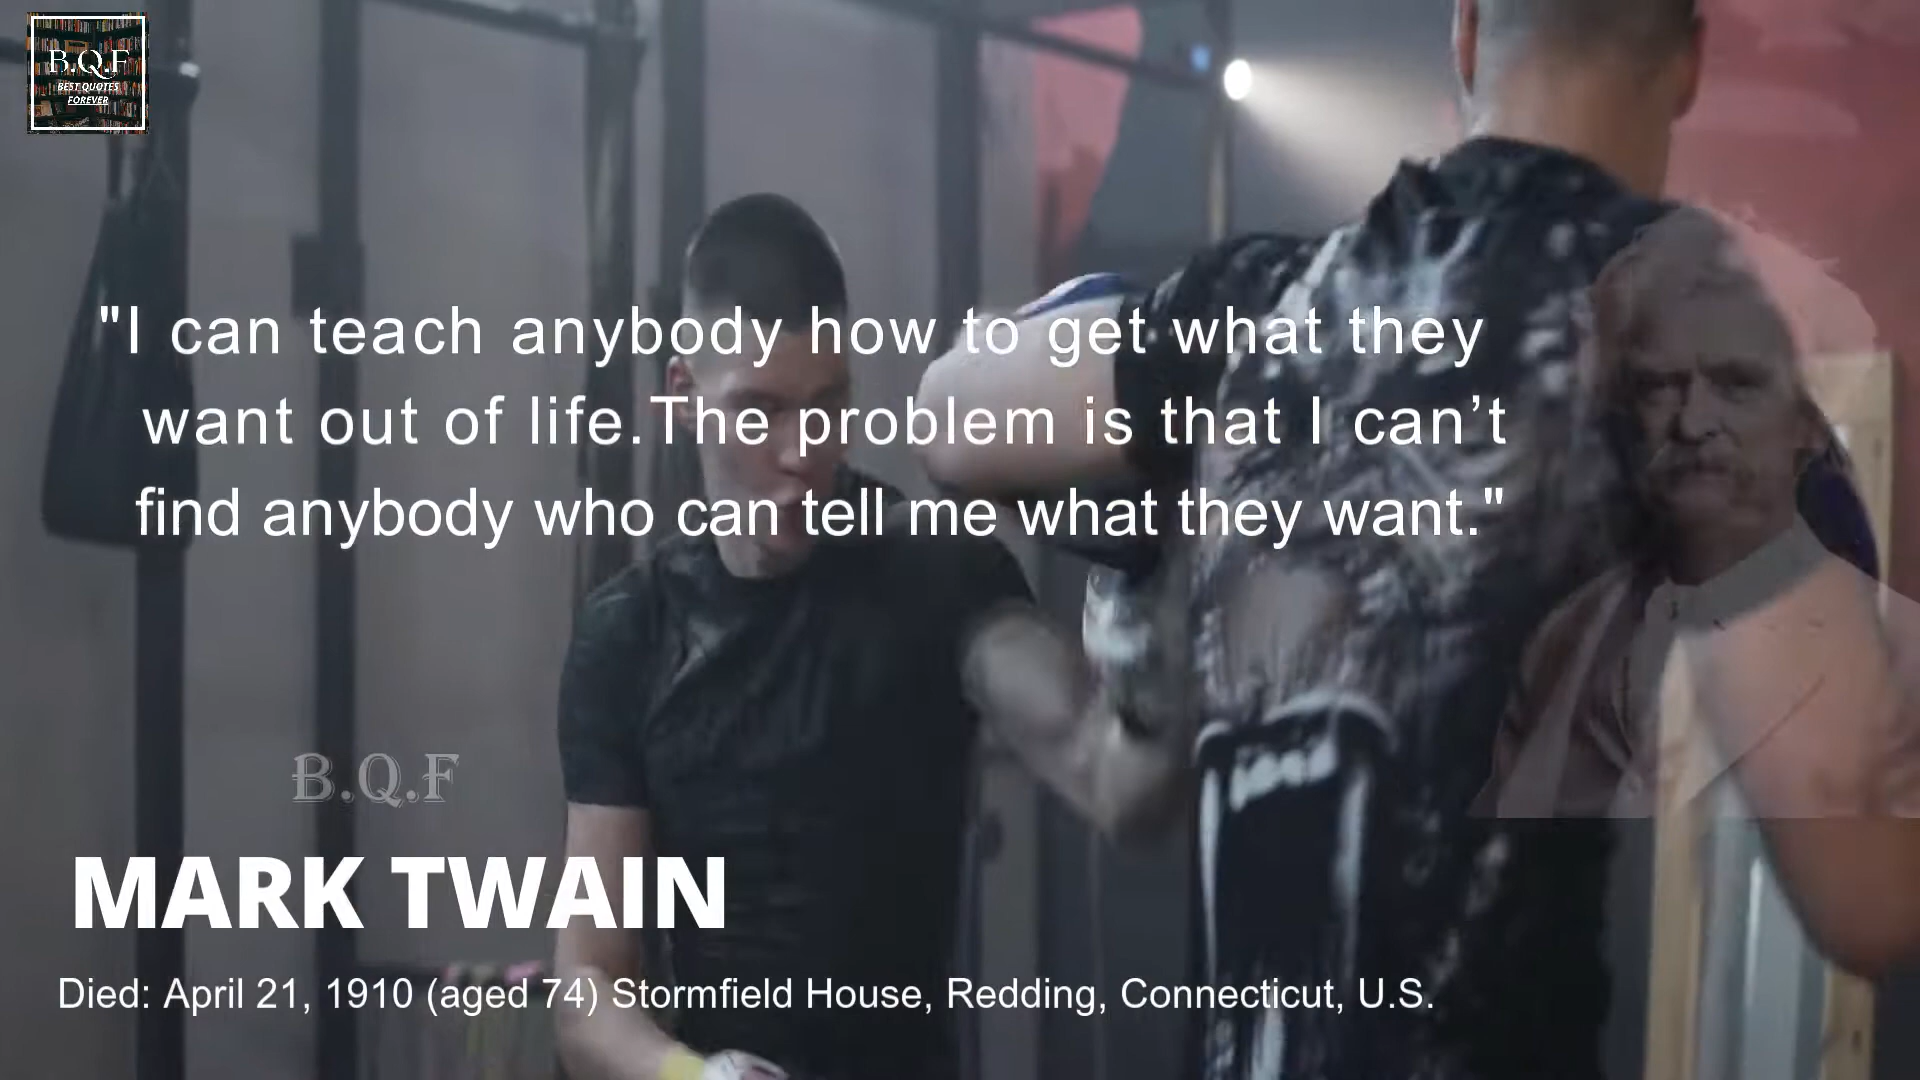 B.Q.F
BEST QUOTES
FOREVER
"I can teach anybody how to get what they
want out of life.The problem is that I can’t
find anybody who can tell me what they want."
B.Q.F
MARK TWAIN
Died: April 21, 1910 (aged 74) Stormfield House, Redding, Connecticut, U.S.